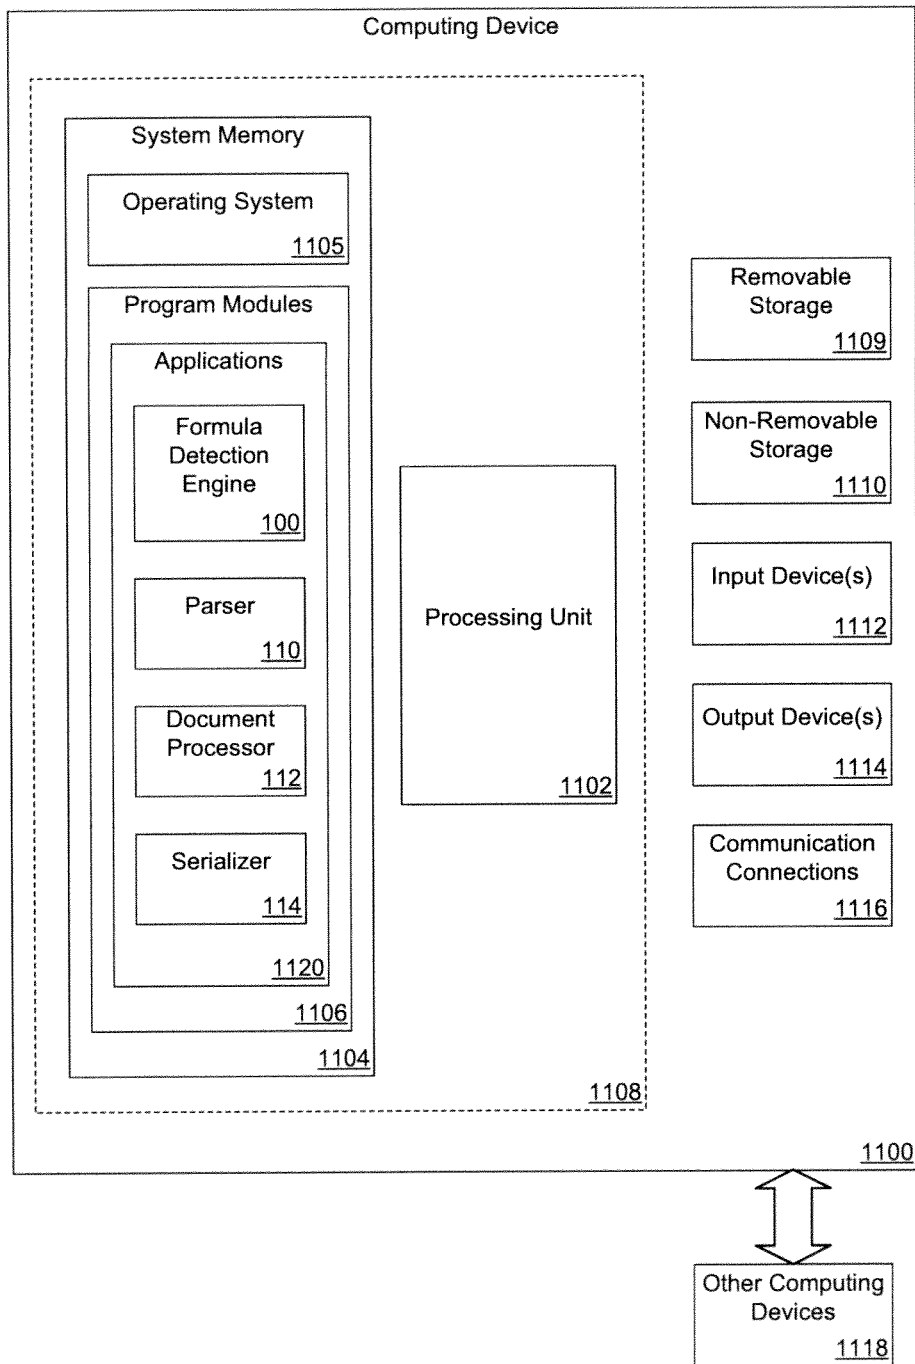 Computing Device
System Memory
Operating System
1105
Program Modules
Applications
Formula
Detection
Engine
100
Parser
110
Document
Processor
112
Serializer
114
1120
1106
1104
Processing Unit
1102
1108
Removable
Storage
1109
Non-Removable
Storage
1110
Input Device(s)
1112
Output Device(s)
1114
Communication
Connections
1116
1100
Other Computing
Devices
1118